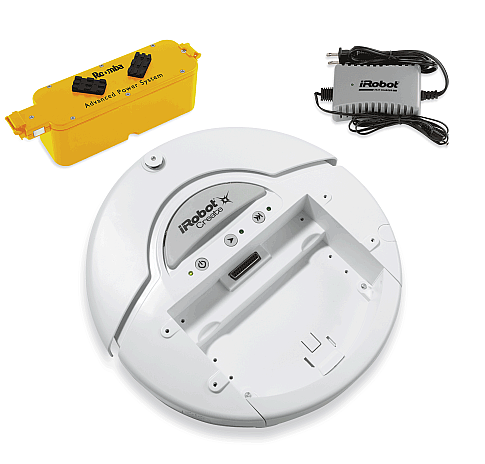 Roomba
Advanced Power System
iRobot
iRobot
Create